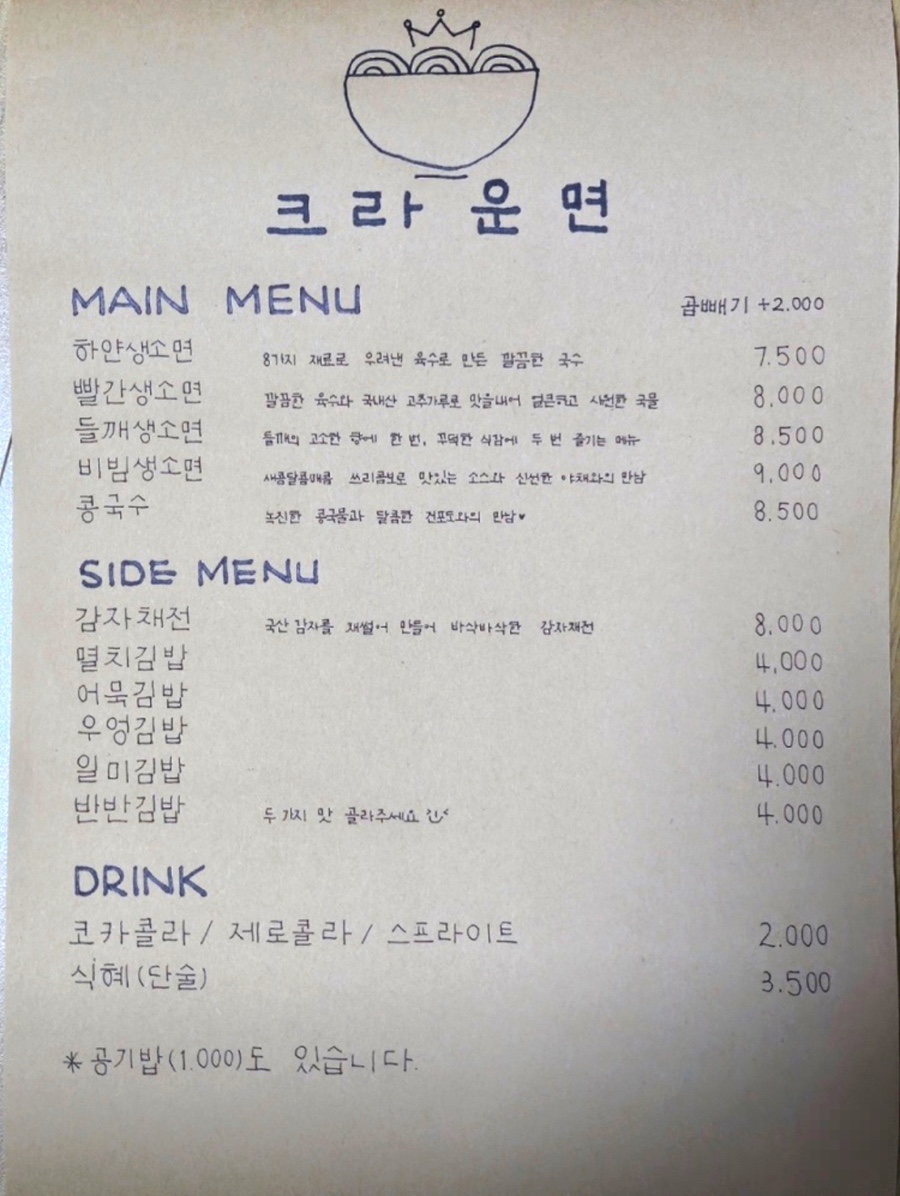 크라운면
MAIN MENU 곱빼기 +2.000
하얀생소면 8가지 재료로 우려낸 육수로 만든 깔끔한 국수 7.500
빨간생소면 깔끔한 육수와 국내산 고추가루로 맛을내어 얼큰하고 시원한 국물 8.000
들깨생소면 들깨의 고소한 향에 한 번, 꾸덕한 식감에 두 번 즐기는 메뉴 8.500
비빔생소면 새콤달콤매콤 쓰리콤보로 맛있는 소스와 신선한 야채와의 만남 9,000
콩국수 녹진한 콩국물과 달콤한 건포도와의 만남♥ 8.500
SIDE MENU
감자채전 국산 감자를 채썰어 만들어 바삭바삭한 감자채전 8,000
멸치김밥 4,000
어묵김밥 4.000
우엉김밥 4.000
일미김밥 4.000
반반김밥 두가지 맛 골라주세요 4.000
DRINK
코카콜라 / 제로콜라 / 스프라이트 2.000
식혜(단술) 3.500
* 공기밥(1.000)도 있습니다.